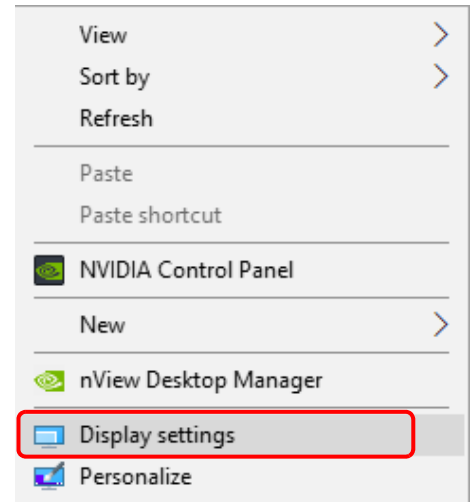 View
Sort by
Refresh
Paste
Paste shortcut
NVIDIA Control Panel
New
nView Desktop Manager
Display settings
Personalize